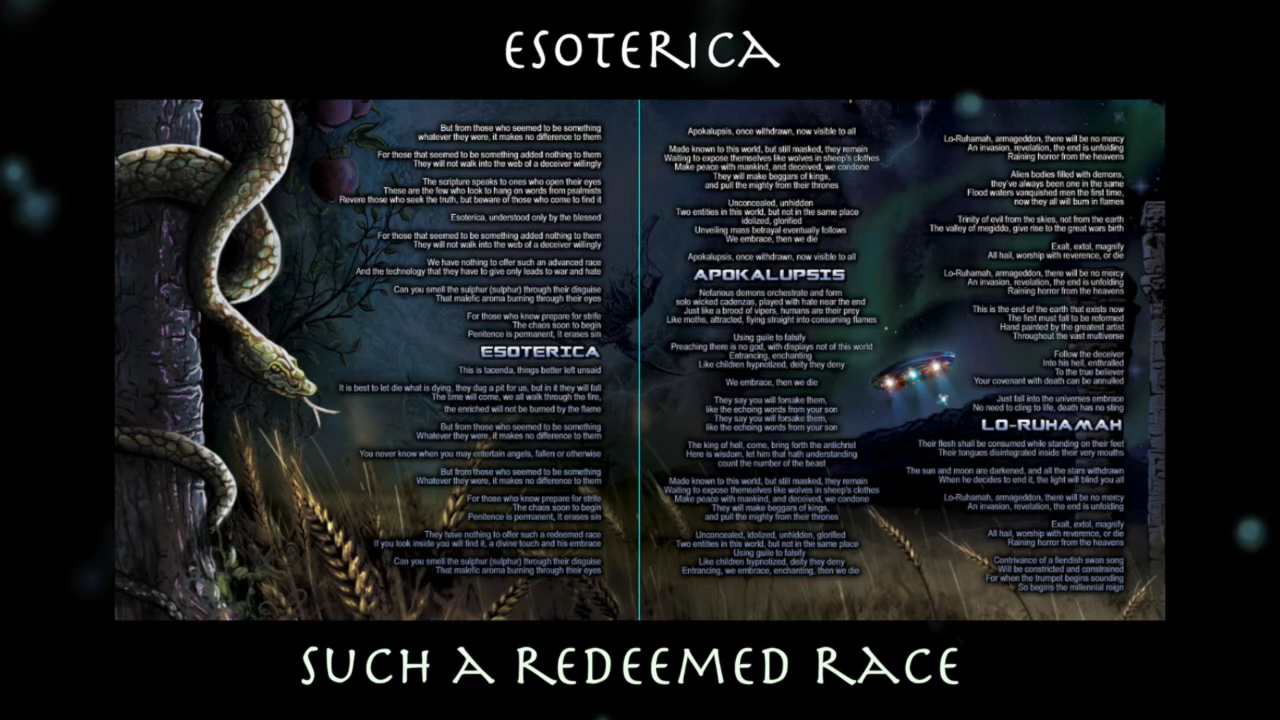 ESOTERICA
But from those who seemed to be something
whatever they were, it makes no difference to them
For those that seemed to be something added nothing to them
They will not walk into the web of a deceiver willingly
The scripture speaks to ones who open their eyes
These are the few who look to hang on words from psalmists
Revere those who seek the truth, but beware of those who come to find it
Esoterica, understood only by the blessed
For those that seemed to be something added nothing to them
They will not walk into the web of a deceiver willingly
We have nothing to offer such an advanced race
And the technology that they have to give only leads to war and hate
Can you smell the sulphur (sulphur) through their disguise
That malefic aroma burning through their eyes
For those who know prepare for strife
The chaos soon to begin
Penitence is permanent, it erases sin
ESOTERICA
This is tacenda, things better left unsaid
It is best to let die what is dying, they dug a pit for us, but in it they will fall
The time will come, we all walk through the fire,
the enriched will not be burned by the flame
But from those who seemed to be something
Whatever they were, it makes no difference to them
You never know when you may entertain angels, fallen or otherwise
But from those who seemed to be something
Whatever they were, it makes no difference to them
For those who know prepare for strife
The chaos soon to begin
Penitence is permanent, it erases sin
They have nothing to offer such a redeemed race
If you look inside you will find it, a divine touch and his embrace
Can you smell the sulphur (sulphur) through their disguise
That malefic aroma burning through their eyes
Apokalupsis, once withdrawn, now visible to all
Made known to this world, but still masked, they remain
Waiting to expose themselves like wolves in sheep's clothes
Make peace with mankind, and deceived, we condone
They will make beggars of kings,
and pull the mighty from their thrones
Unconcealed, unhidden
Two entities in this world, but not in the same place
idolized, glorified
Unveiling mass betrayal eventually follows
We embrace, then we die
Apokalupsis, once withdrawn, now visible to all
APOKALUPSIS
Nefarious demons orchestrate and form
solo wicked cadenzas, played with hate near the end
Just like a brood of vipers, humans are their prey
Like moths, attracted, flying straight into consuming flames
Using guile to falsify
Preaching there is no god, with displays not of this world
Entrancing, enchanting
Like children hypnotized, deity they deny
We embrace, then we die
They say you will forsake them,
like the echoing words from your son
They say you will forsake them,
like the echoing words from your son
The king of hell, come, bring forth the antichrist
Here is wisdom, let him that hath understanding
count the number of the beast
Made known to this world, but still masked, they remain
Waiting to expose themselves like wolves in sheep's clothes
Make peace with mankind, and deceived, we condone
They will make beggars of kings,
and pull the mighty from their thrones
Unconcealed, idolized, unhidden, glorified
Two entities in this world, but not in the same place
Using guile to falsify
Like children hypnotized, deity they deny
Entrancing, we embrace, enchanting, then we die
Lo-Ruhamah, armageddon, there will be no mercy
An invasion, revelation, the end is unfolding
Raining horror from the heavens
Alien bodies filled with demons,
they've always been one in the same
Flood waters vanquished men the first time,
now they all will burn in flames
Trinity of evil from the skies, not from the earth
The valley of megiddo, give rise to the great wars birth
Exalt, extol, magnify
All hail, worship with reverence, or die
Lo-Ruhamah, armageddon, there will be no mercy
An invasion, revelation, the end is unfolding
Raining horror from the heavens
This is the end of the earth that exists now
The first must fall to be reformed
Hand painted by the greatest artist
Throughout the vast multiverse
Follow the deceiver
Into his hell, enthralled
To the true believer
Your covenant with death can be annulled
Just fall into the universes embrace
No need to cling to life, death has no sting
LO-RUHAMAH
Their flesh shall be consumed while standing on their feet
Their tongues disintegrated inside their very mouths
The sun and moon are darkened, and all the stars withdrawn
When he decides to end it, the light will blind you all
Lo-Ruhamah, armageddon, there will be no mercy
An invasion, revelation, the end is unfolding
Exalt, extol, magnify
All hail, worship with reverence, or die
Raining horror from the heavens
Contrivance of a fiendish swan song
Will be constricted and constrained
For when the trumpet begins sounding
So begins the millennial reign
SUCH A REDEEMED RACE